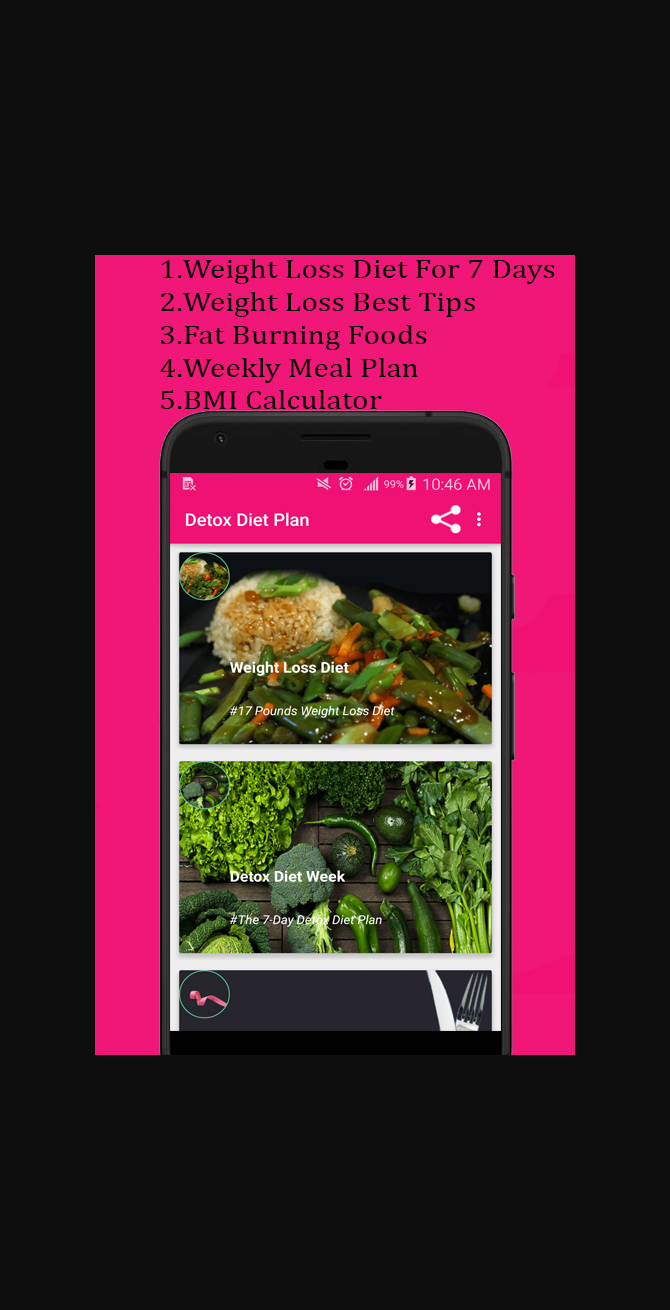 1.Weight Loss Diet For 7 Days
2.Weight Loss Best Tips
3.Fat Burning Foods
4.Weekly Meal Plan
5.BMI Calculator
99% 10:46 AM
Detox Diet Plan
Weight Loss Diet
#17 Pounds Weight Loss Diet
Detox Diet Week
#The 7-Day Detox Diet Plan